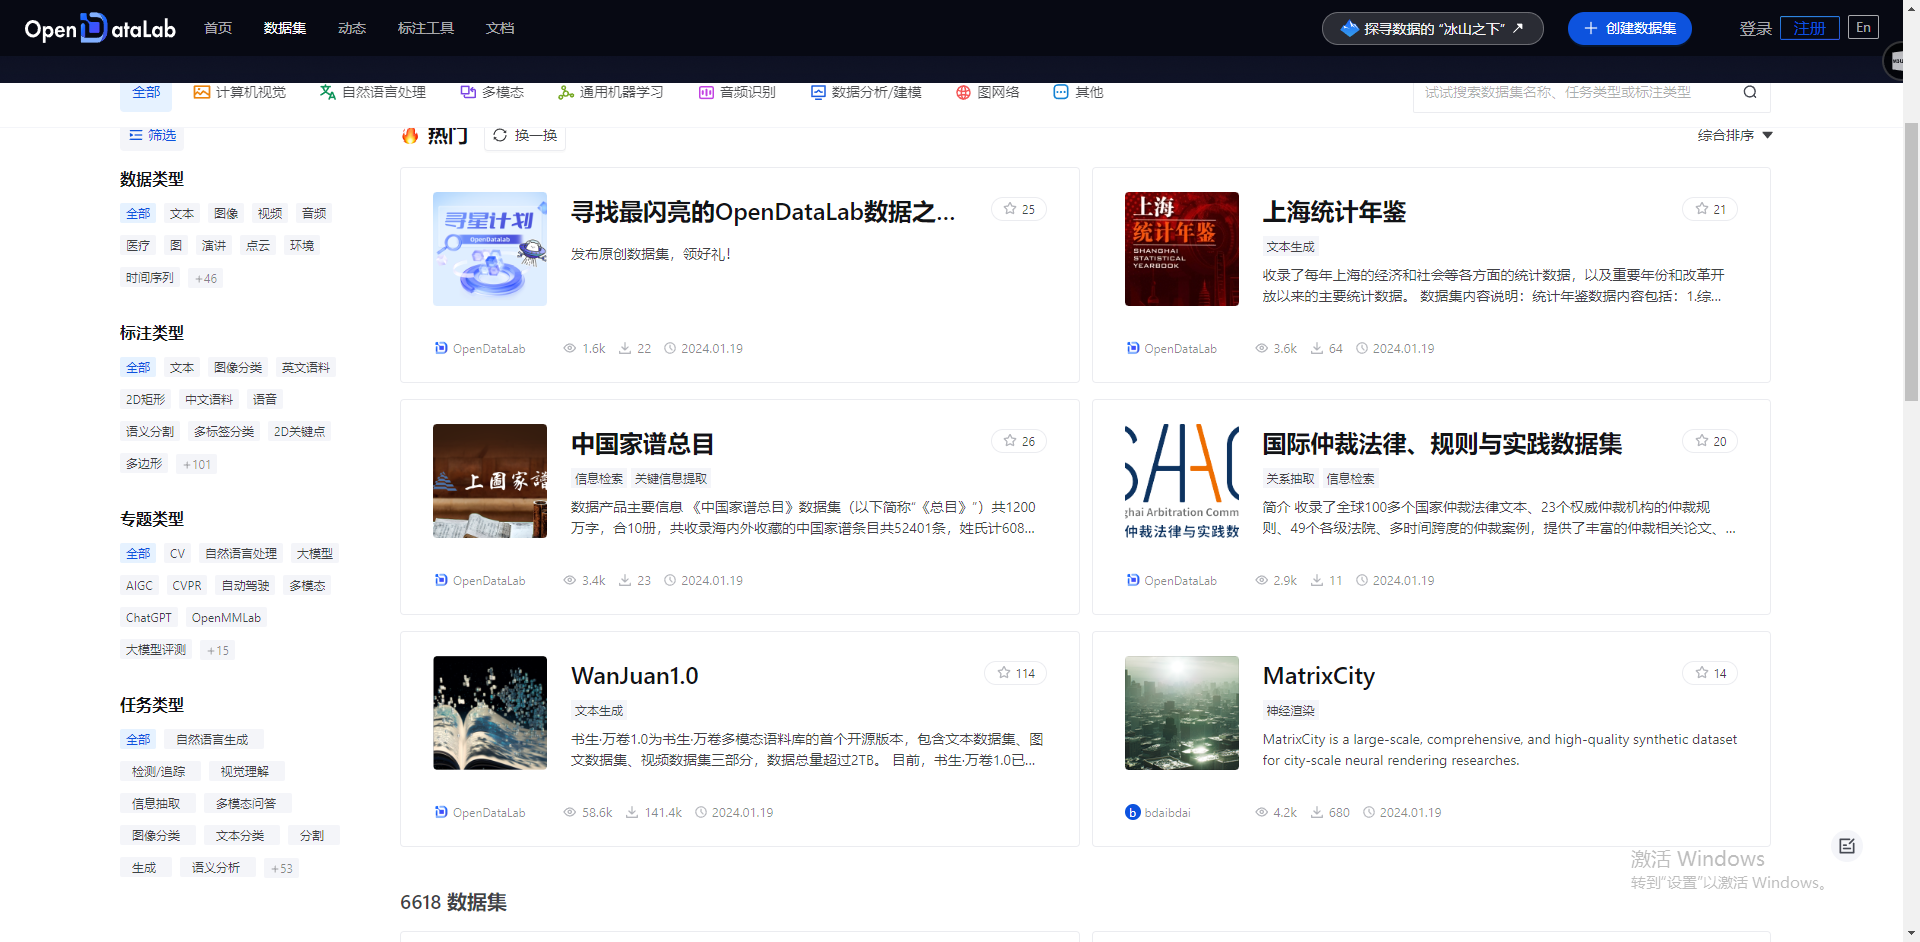 OpenDataLab 首页 数据集 动态 标注工具 文档 探寻数据的 “冰山之下” ↗ + 创建数据集 登录 注册 En
全部 计算机视觉 自然语言处理 多模态 通用机器学习 音频识别 数据分析/建模 图网络 其他 试试搜索数据集名称、任务类型或标注类型
筛选
热门 换一换 综合排序
数据类型
全部 文本 图像 视频 音频
医疗 图 演讲 点云 环境
时间序列 +46
标注类型
全部 文本 图像分类 英文语料
2D矩形 中文语料 语音
语义分割 多标签分类 2D关键点
多边形 +101
专题类型
全部 CV 自然语言处理 大模型
AIGC CVPR 自动驾驶 多模态
ChatGPT OpenMMLab
大模型评测 +15
任务类型
全部 自然语言生成
检测/追踪 视觉理解
信息抽取 多模态问答
图像分类 文本分类 分割
生成 语义分析 +53
寻星计划
OpenDataLab
寻找最闪亮的OpenDataLab数据之... 25
发布原创数据集，领好礼！
OpenDataLab 1.6k 22 2024.01.19
上海
统计年鉴
SHANGHAI
STATISTICAL
YEARBOOK
上海统计年鉴 21
文本生成
收录了每年上海的经济和社会等各方面的统计数据，以及重要年份和改革开
放以来的主要统计数据。 数据集内容说明：统计年鉴数据内容包括：1.综...
OpenDataLab 3.6k 64 2024.01.19
上圖家譜
中国家谱总目 26
信息检索 关键信息提取
数据产品主要信息 《中国家谱总目》数据集（以下简称“《总目》”）共1200
万字，合10册，共收录海内外收藏的中国家谱条目共52401条，姓氏计608...
OpenDataLab 3.4k 23 2024.01.19
SHAC
ghai Arbitration Comm
仲裁法律与实践数
国际仲裁法律、规则与实践数据集 20
关系抽取 信息检索
简介 收录了全球100多个国家仲裁法律文本、23个权威仲裁机构的仲裁规
则、49个各级法院、多时间跨度的仲裁案例，提供了丰富的仲裁相关论文、...
OpenDataLab 2.9k 11 2024.01.19
WanJuan1.0 114
文本生成
书生·万卷1.0为书生·万卷多模态语料库的首个开源版本，包含文本数据集、图
文数据集、视频数据集三部分，数据总量超过2TB。 目前，书生·万卷1.0已...
OpenDataLab 58.6k 141.4k 2024.01.19
MatrixCity 14
神经渲染
MatrixCity is a large-scale, comprehensive, and high-quality synthetic dataset
for city-scale neural rendering researches.
b bdaibdai 4.2k 680 2024.01.19
6618 数据集
激活 Windows
转到“设置”以激活 Windows。